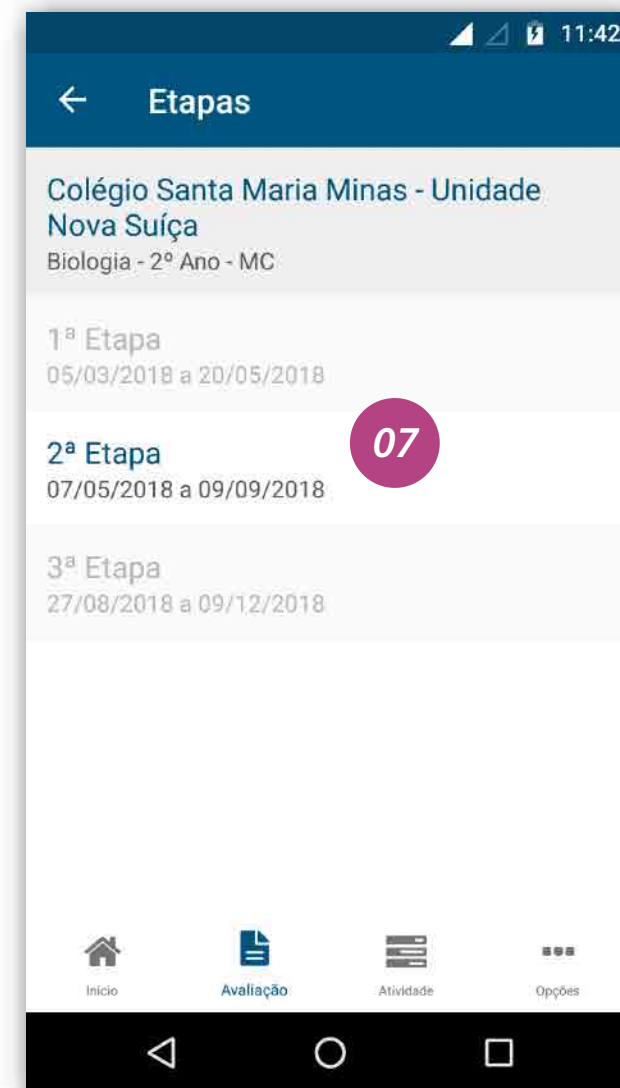 11:42
Etapas
Colégio Santa Maria Minas - Unidade
Nova Suíça
Biologia - 2º Ano - MC
1ª Etapa
05/03/2018 a 20/05/2018
07
2ª Etapa
07/05/2018 a 09/09/2018
3ª Etapa
27/08/2018 a 09/12/2018
Início
Avaliação
Atividade
Opções